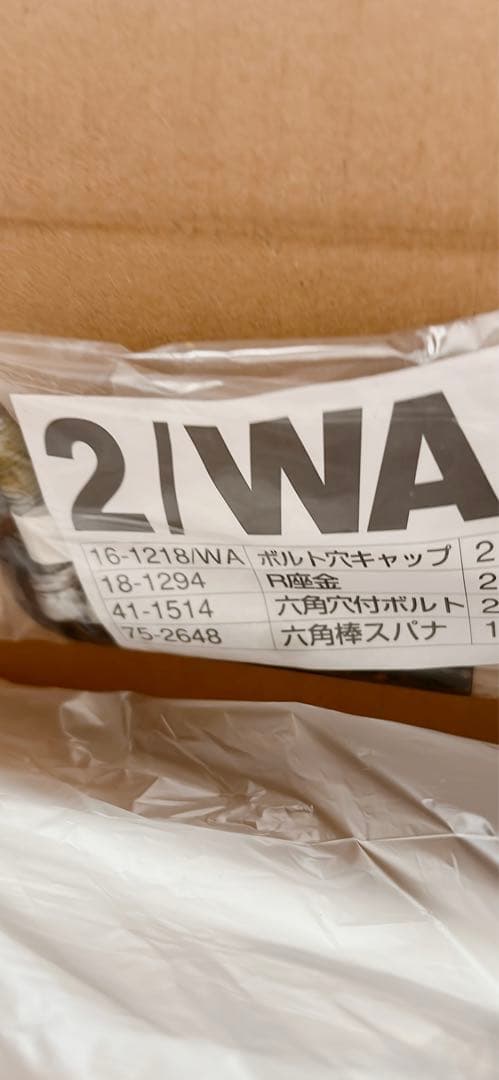 2/WA
16-1218/WA ボルト穴キャップ 2
18-1294 R座金 2
41-1514 六角穴付ボルト 2
75-2648 六角棒スパナ 1